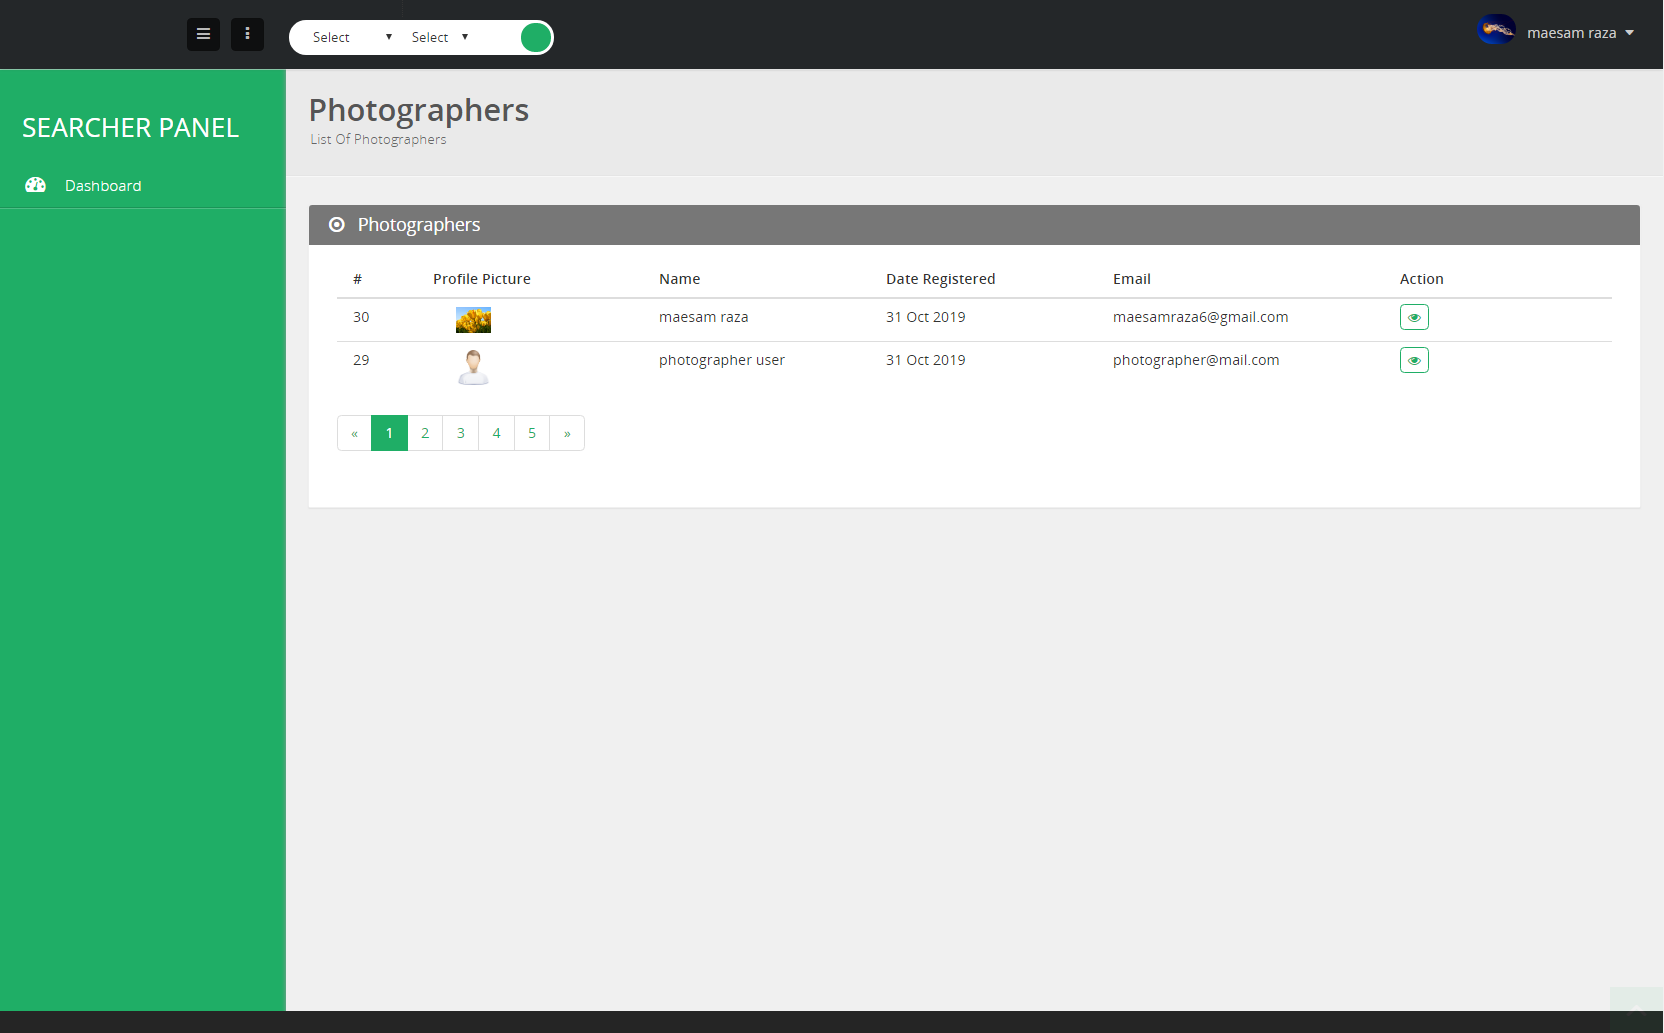 Select Select
maesam raza
SEARCHER PANEL
Dashboard
Photographers
List Of Photographers
Photographers
# Profile Picture Name Date Registered Email Action
30 maesam raza 31 Oct 2019 maesamraza6@gmail.com
29 photographer user 31 Oct 2019 photographer@mail.com
« 1 2 3 4 5 »